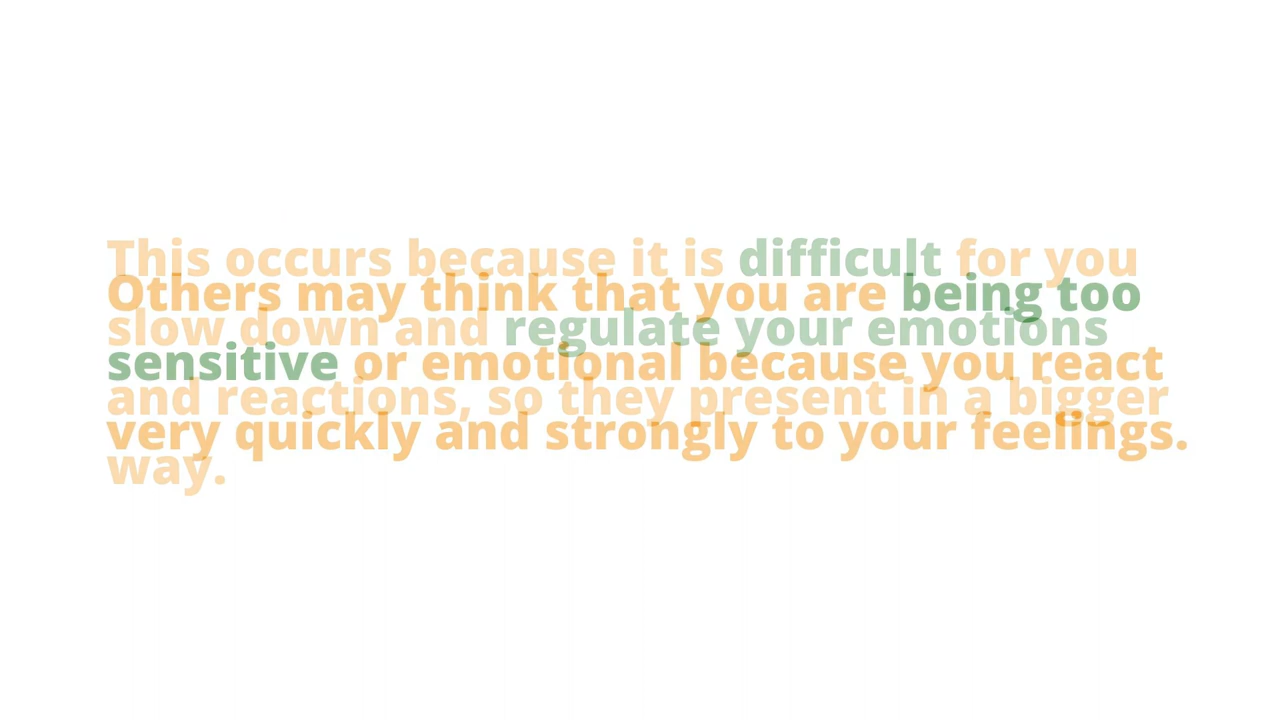 This occurs because it is difficult for you
Others may think that you are being too
slow down and regulate your emotions
sensitive or emotional because you react
and reactions, so they present in a bigger
very quickly and strongly to your feelings.
way.